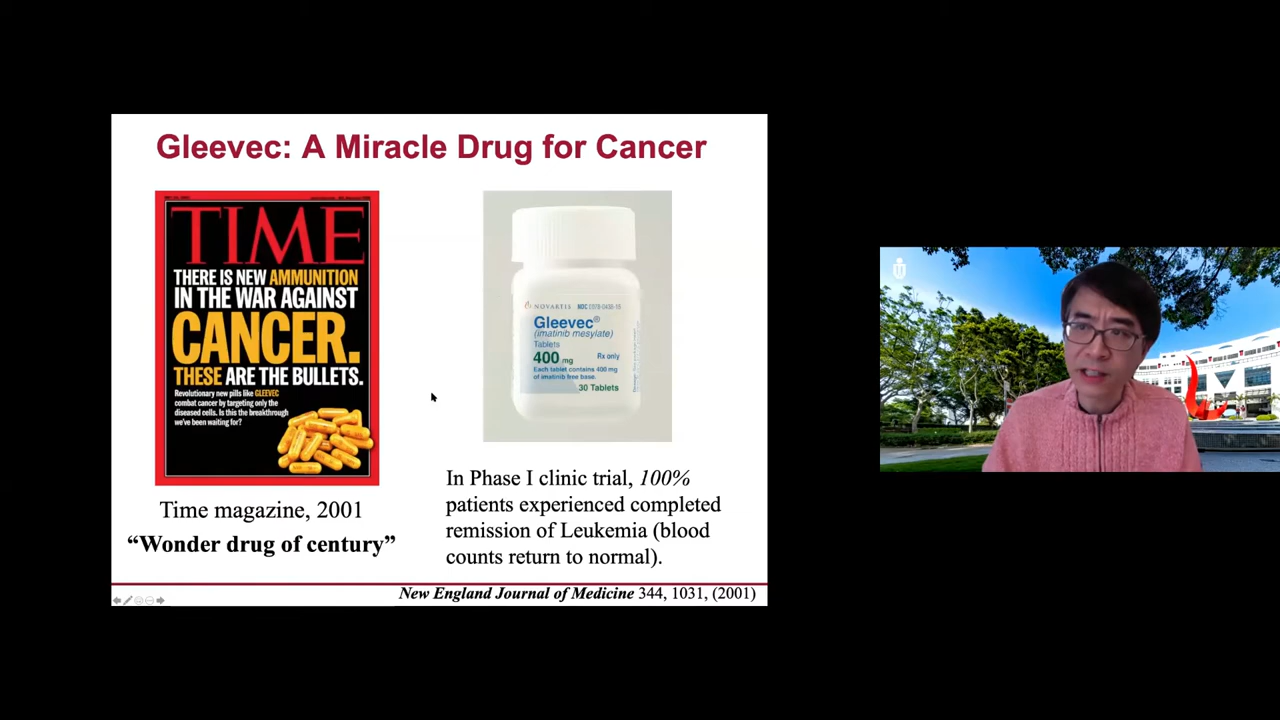 Gleevec: A Miracle Drug for Cancer
TIME
THERE IS NEW AMMUNITION
IN THE WAR AGAINST
CANCER.
THESE ARE THE BULLETS.
Revolutionary new pills like GLEEVEC
combat cancer by targeting only the
diseased cells. Is this the breakthrough
we've been waiting for?
Time magazine, 2001
“Wonder drug of century”
NOVARTIS NDC 0078-0438-15
Gleevec®
(imatinib mesylate)
Tablets
400 mg Rx only
Each tablet contains 400 mg
of imatinib free base.
30 Tablets
In Phase I clinic trial, 100%
patients experienced completed
remission of Leukemia (blood
counts return to normal).
New England Journal of Medicine 344, 1031, (2001)